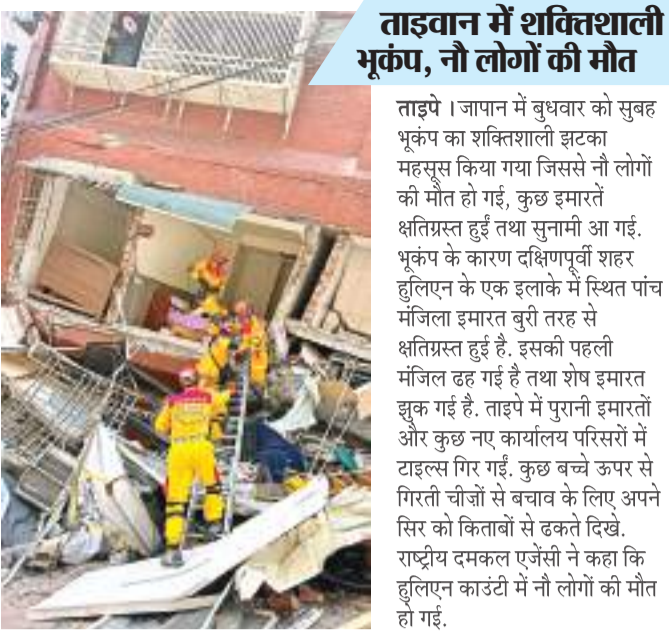 ताइवान में शक्तिशाली
भूकंप, नौ लोगों की मौत
ताइपे । जापान में बुधवार को सुबह
भूकंप का शक्तिशाली झटका
महसूस किया गया जिससे नौ लोगों
की मौत हो गई, कुछ इमारतें
क्षतिग्रस्त हुईं तथा सुनामी आ गई.
भूकंप के कारण दक्षिणपूर्वी शहर
हुलिएन के एक इलाके में स्थित पांच
मंजिला इमारत बुरी तरह से
क्षतिग्रस्त हुई है. इसकी पहली
मंजिल ढह गई है तथा शेष इमारत
झुक गई है. ताइपे में पुरानी इमारतों
और कुछ नए कार्यालय परिसरों में
टाइल्स गिर गईं. कुछ बच्चे ऊपर से
गिरती चीज़ों से बचाव के लिए अपने
सिर को किताबों से ढकते दिखे.
राष्ट्रीय दमकल एजेंसी ने कहा कि
हुलिएन काउंटी में नौ लोगों की मौत
हो गई.